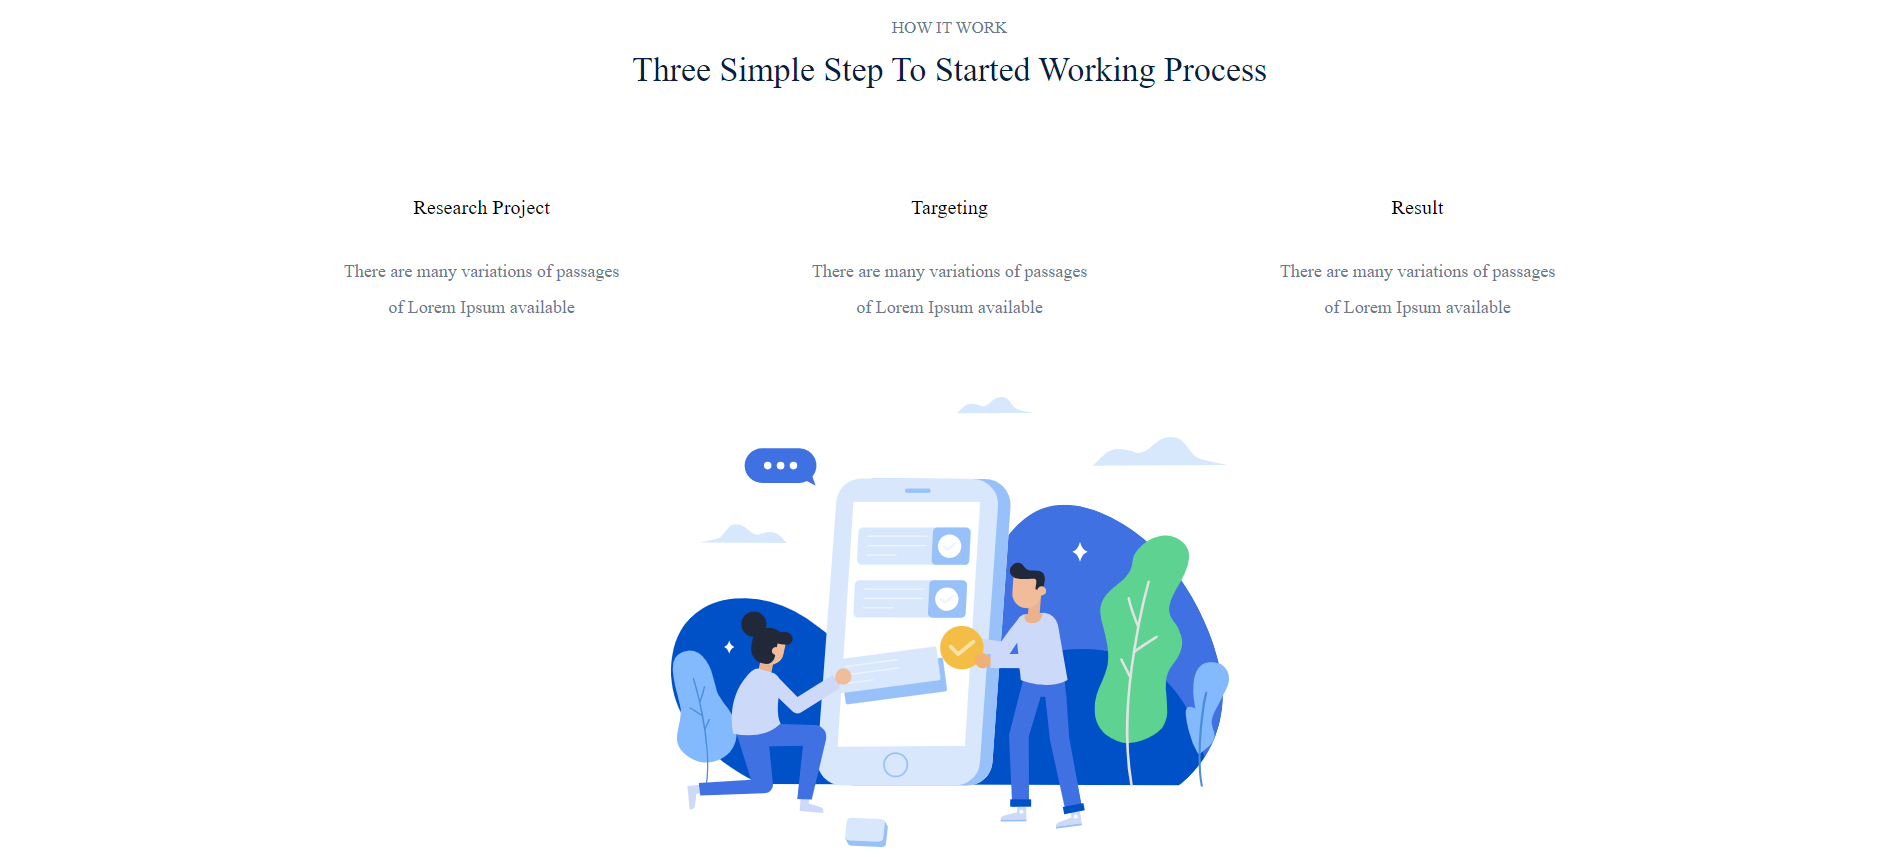 HOW IT WORK
Three Simple Step To Started Working Process
Research Project
There are many variations of passages
of Lorem Ipsum available
Targeting
There are many variations of passages
of Lorem Ipsum available
Result
There are many variations of passages
of Lorem Ipsum available